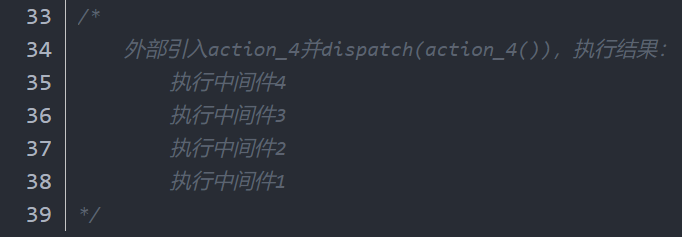 33 /*
34 外部引入action_4并dispatch(action_4()), 执行结果:
35 执行中间件4
36 执行中间件3
37 执行中间件2
38 执行中间件1
39 */